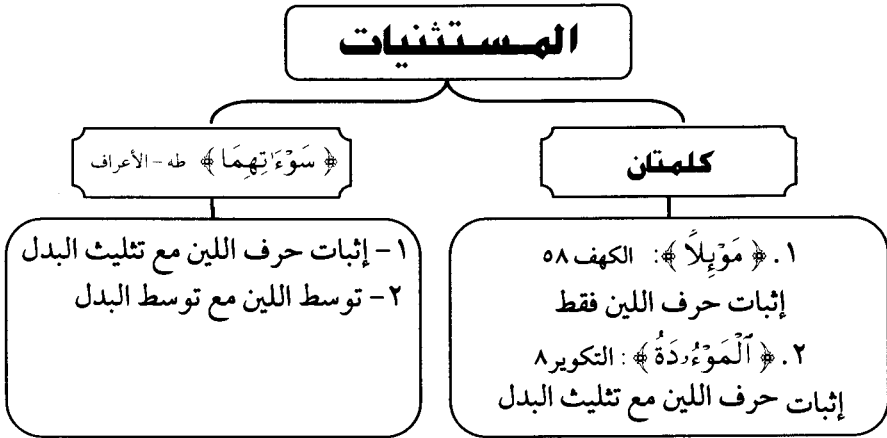 المستثنيات
كلمتان
١. ﴿مَوْئِلًا﴾: الكهف ٥٨
إثبات حرف اللين فقط
٢. ﴿ٱلْمَوْءُۥدَةُ﴾: التكوير ٨
إثبات حرف اللين مع تثليث البدل
﴿سَوْءَٰتِهِمَا﴾ طه - الأعراف
١- إثبات حرف اللين مع تثليث البدل
٢- توسط اللين مع توسط البدل